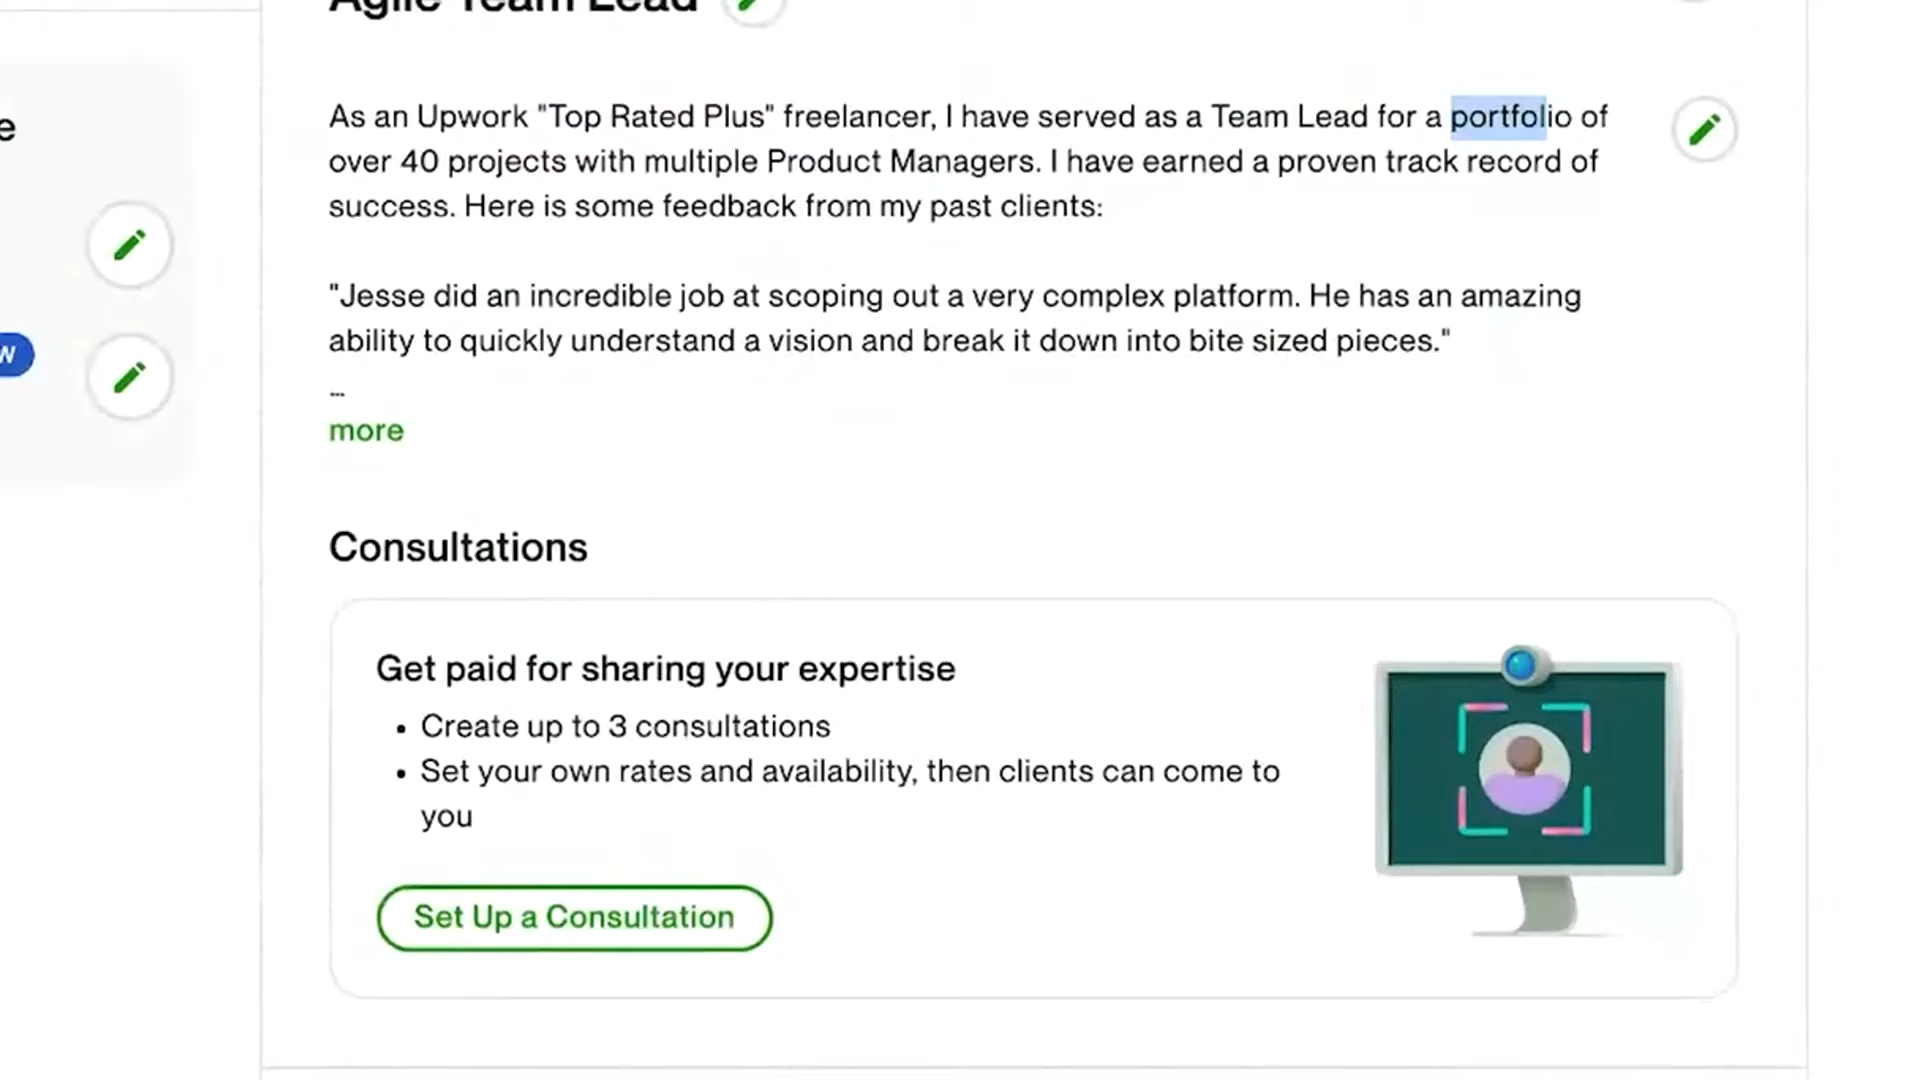 Agile Team Lead
As an Upwork "Top Rated Plus" freelancer, I have served as a Team Lead for a portfolio of
over 40 projects with multiple Product Managers. I have earned a proven track record of
success. Here is some feedback from my past clients:
"Jesse did an incredible job at scoping out a very complex platform. He has an amazing
ability to quickly understand a vision and break it down into bite sized pieces."
…
more
Consultations
Get paid for sharing your expertise
• Create up to 3 consultations
• Set your own rates and availability, then clients can come to
you
Set Up a Consultation